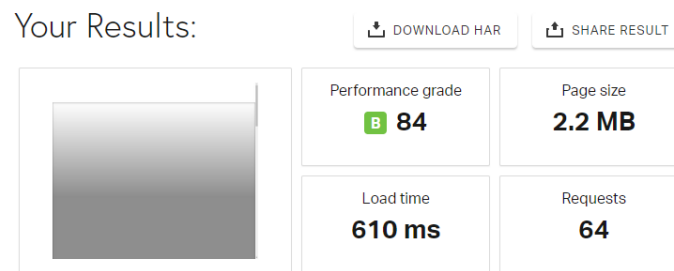 Your Results:
DOWNLOAD HAR
SHARE RESULT
Performance grade
B 84
Page size
2.2 MB
Load time
610 ms
Requests
64